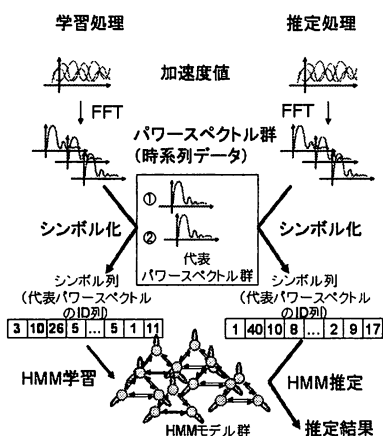 学習処理
推定処理
加速度値
FFT
FFT
パワースペクトル群
(時系列データ)
シンボル化
①
②
代表
パワースペクトル群
シンボル化
シンボル列
(代表パワースペクトル
のID列)
シンボル列
(代表パワースペクトル
のID列)
3 10 26 5 ... 5 1 11
1 40 10 8 ... 2 9 17
HMM学習
HMM推定
HMMモデル群
推定結果